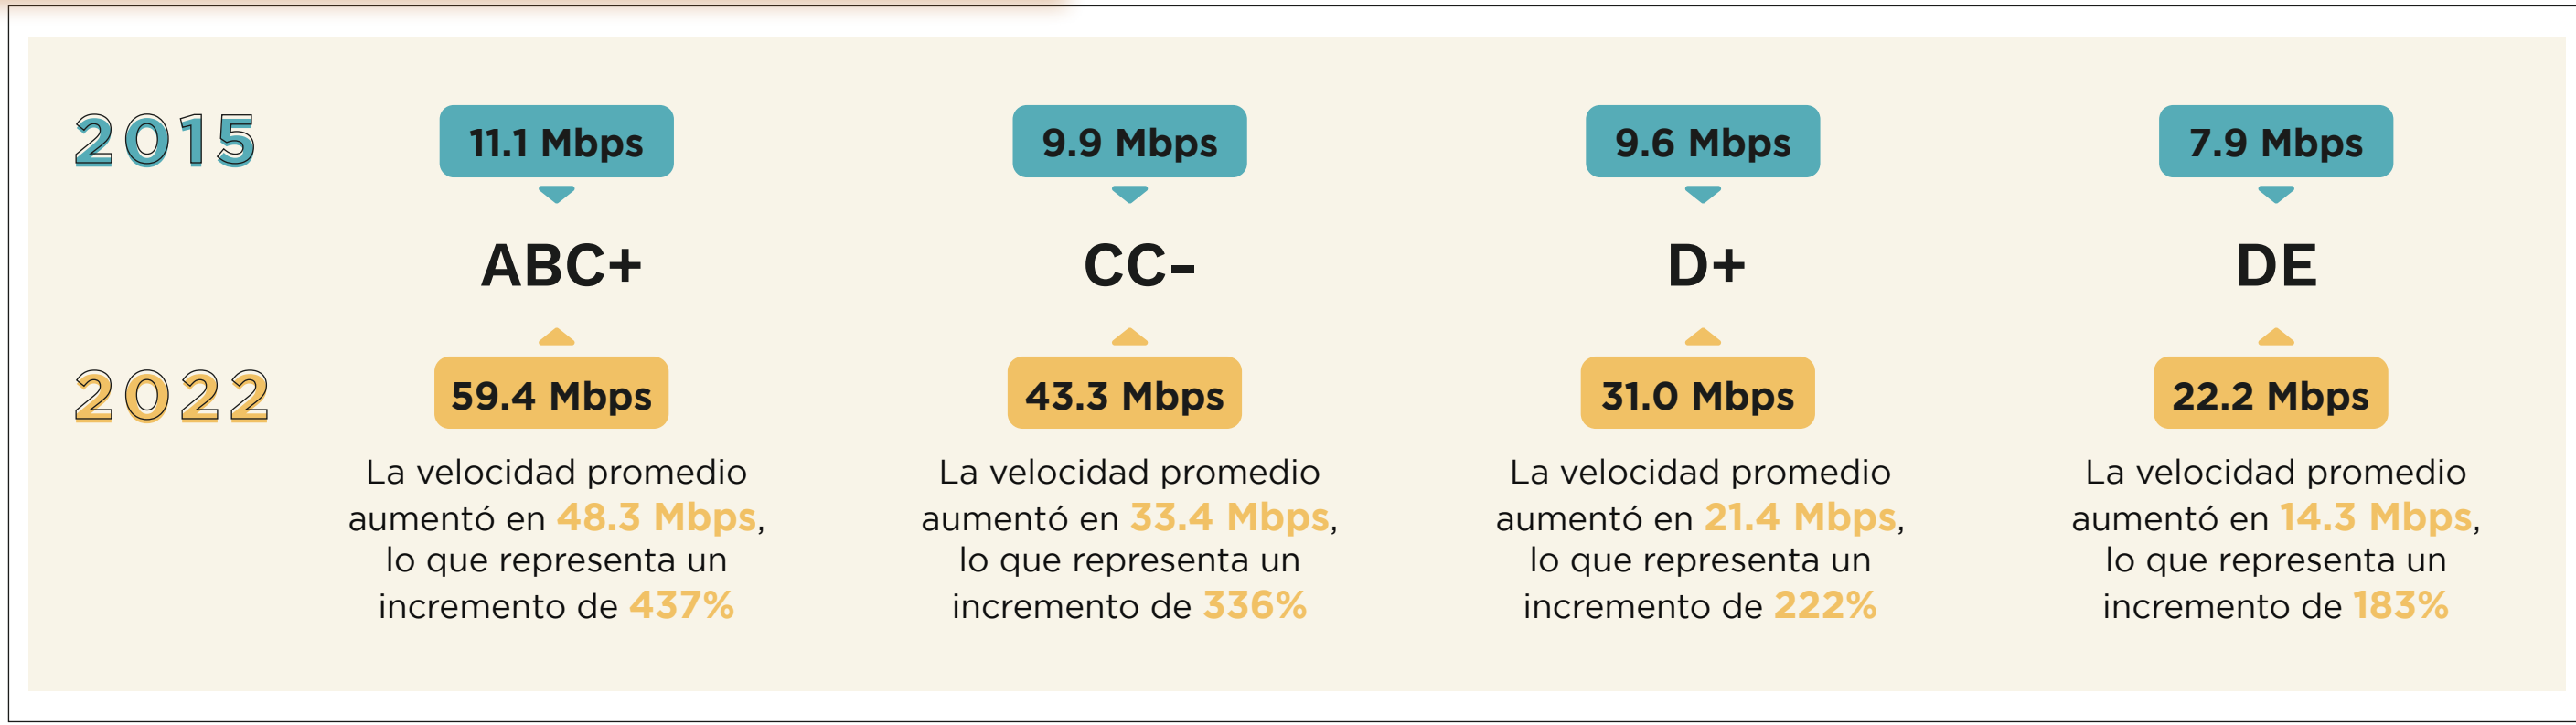 2015
11.1 Mbps
9.9 Mbps
9.6 Mbps
7.9 Mbps
ABC+
CC-
D+
DE
2022
59.4 Mbps
43.3 Mbps
31.0 Mbps
22.2 Mbps
La velocidad promedio
aumentó en 48.3 Mbps,
lo que representa un
incremento de 437%
La velocidad promedio
aumentó en 33.4 Mbps,
lo que representa un
incremento de 336%
La velocidad promedio
aumentó en 21.4 Mbps,
lo que representa un
incremento de 222%
La velocidad promedio
aumentó en 14.3 Mbps,
lo que representa un
incremento de 183%